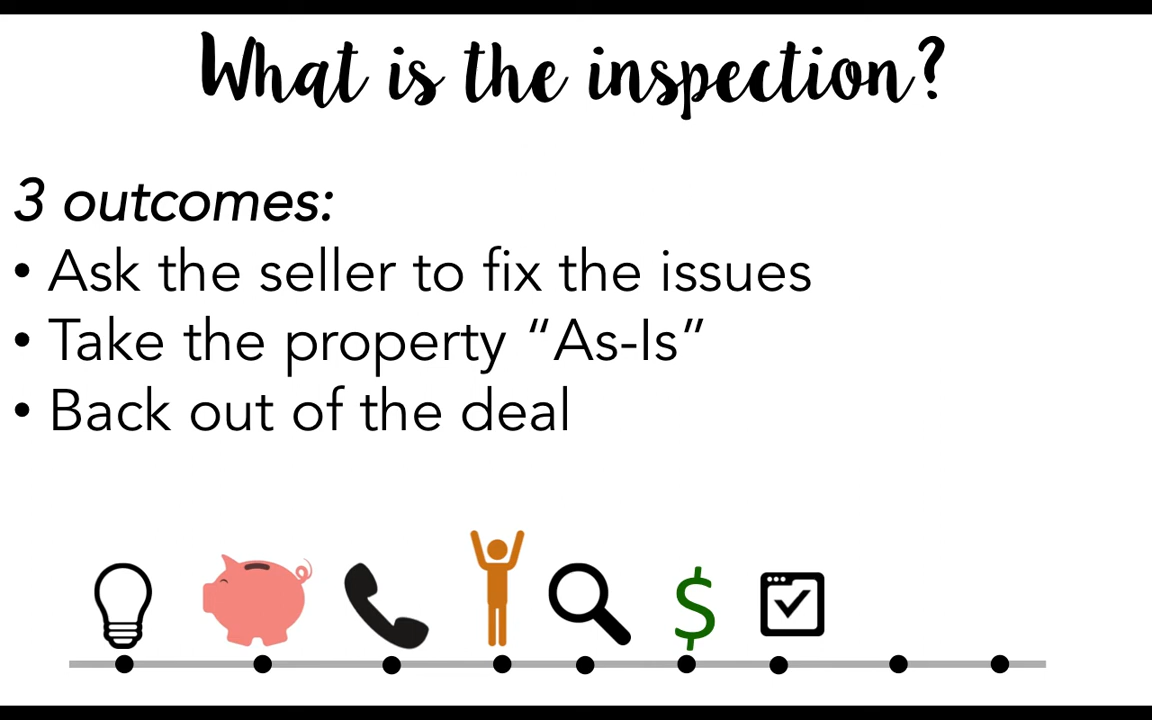 What is the inspection?
3 outcomes:
• Ask the seller to fix the issues
• Take the property “As-Is”
• Back out of the deal
$